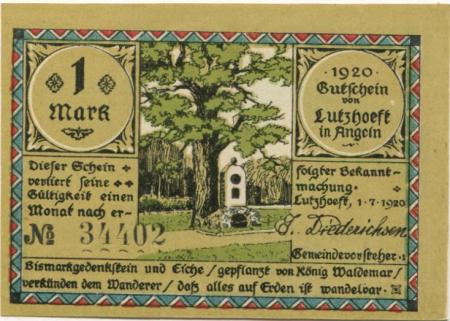 1
Mark
· 1920 ·
Gutschein
von
Lutzhoeft
in Angeln
Dieser Schein
verliert seine
Gültigkeit einen
Monat nach er-
folgter Bekannt-
machung.
Lutzhoeft, 1·7·1920
J. Diederichsen
Gemeindevorsteher.
№ 34402
Bismarkgedenkstein und Eiche / gepflanzt von König Waldemar /
verkünden dem Wanderer / daß alles auf Erden ist wandelbar.